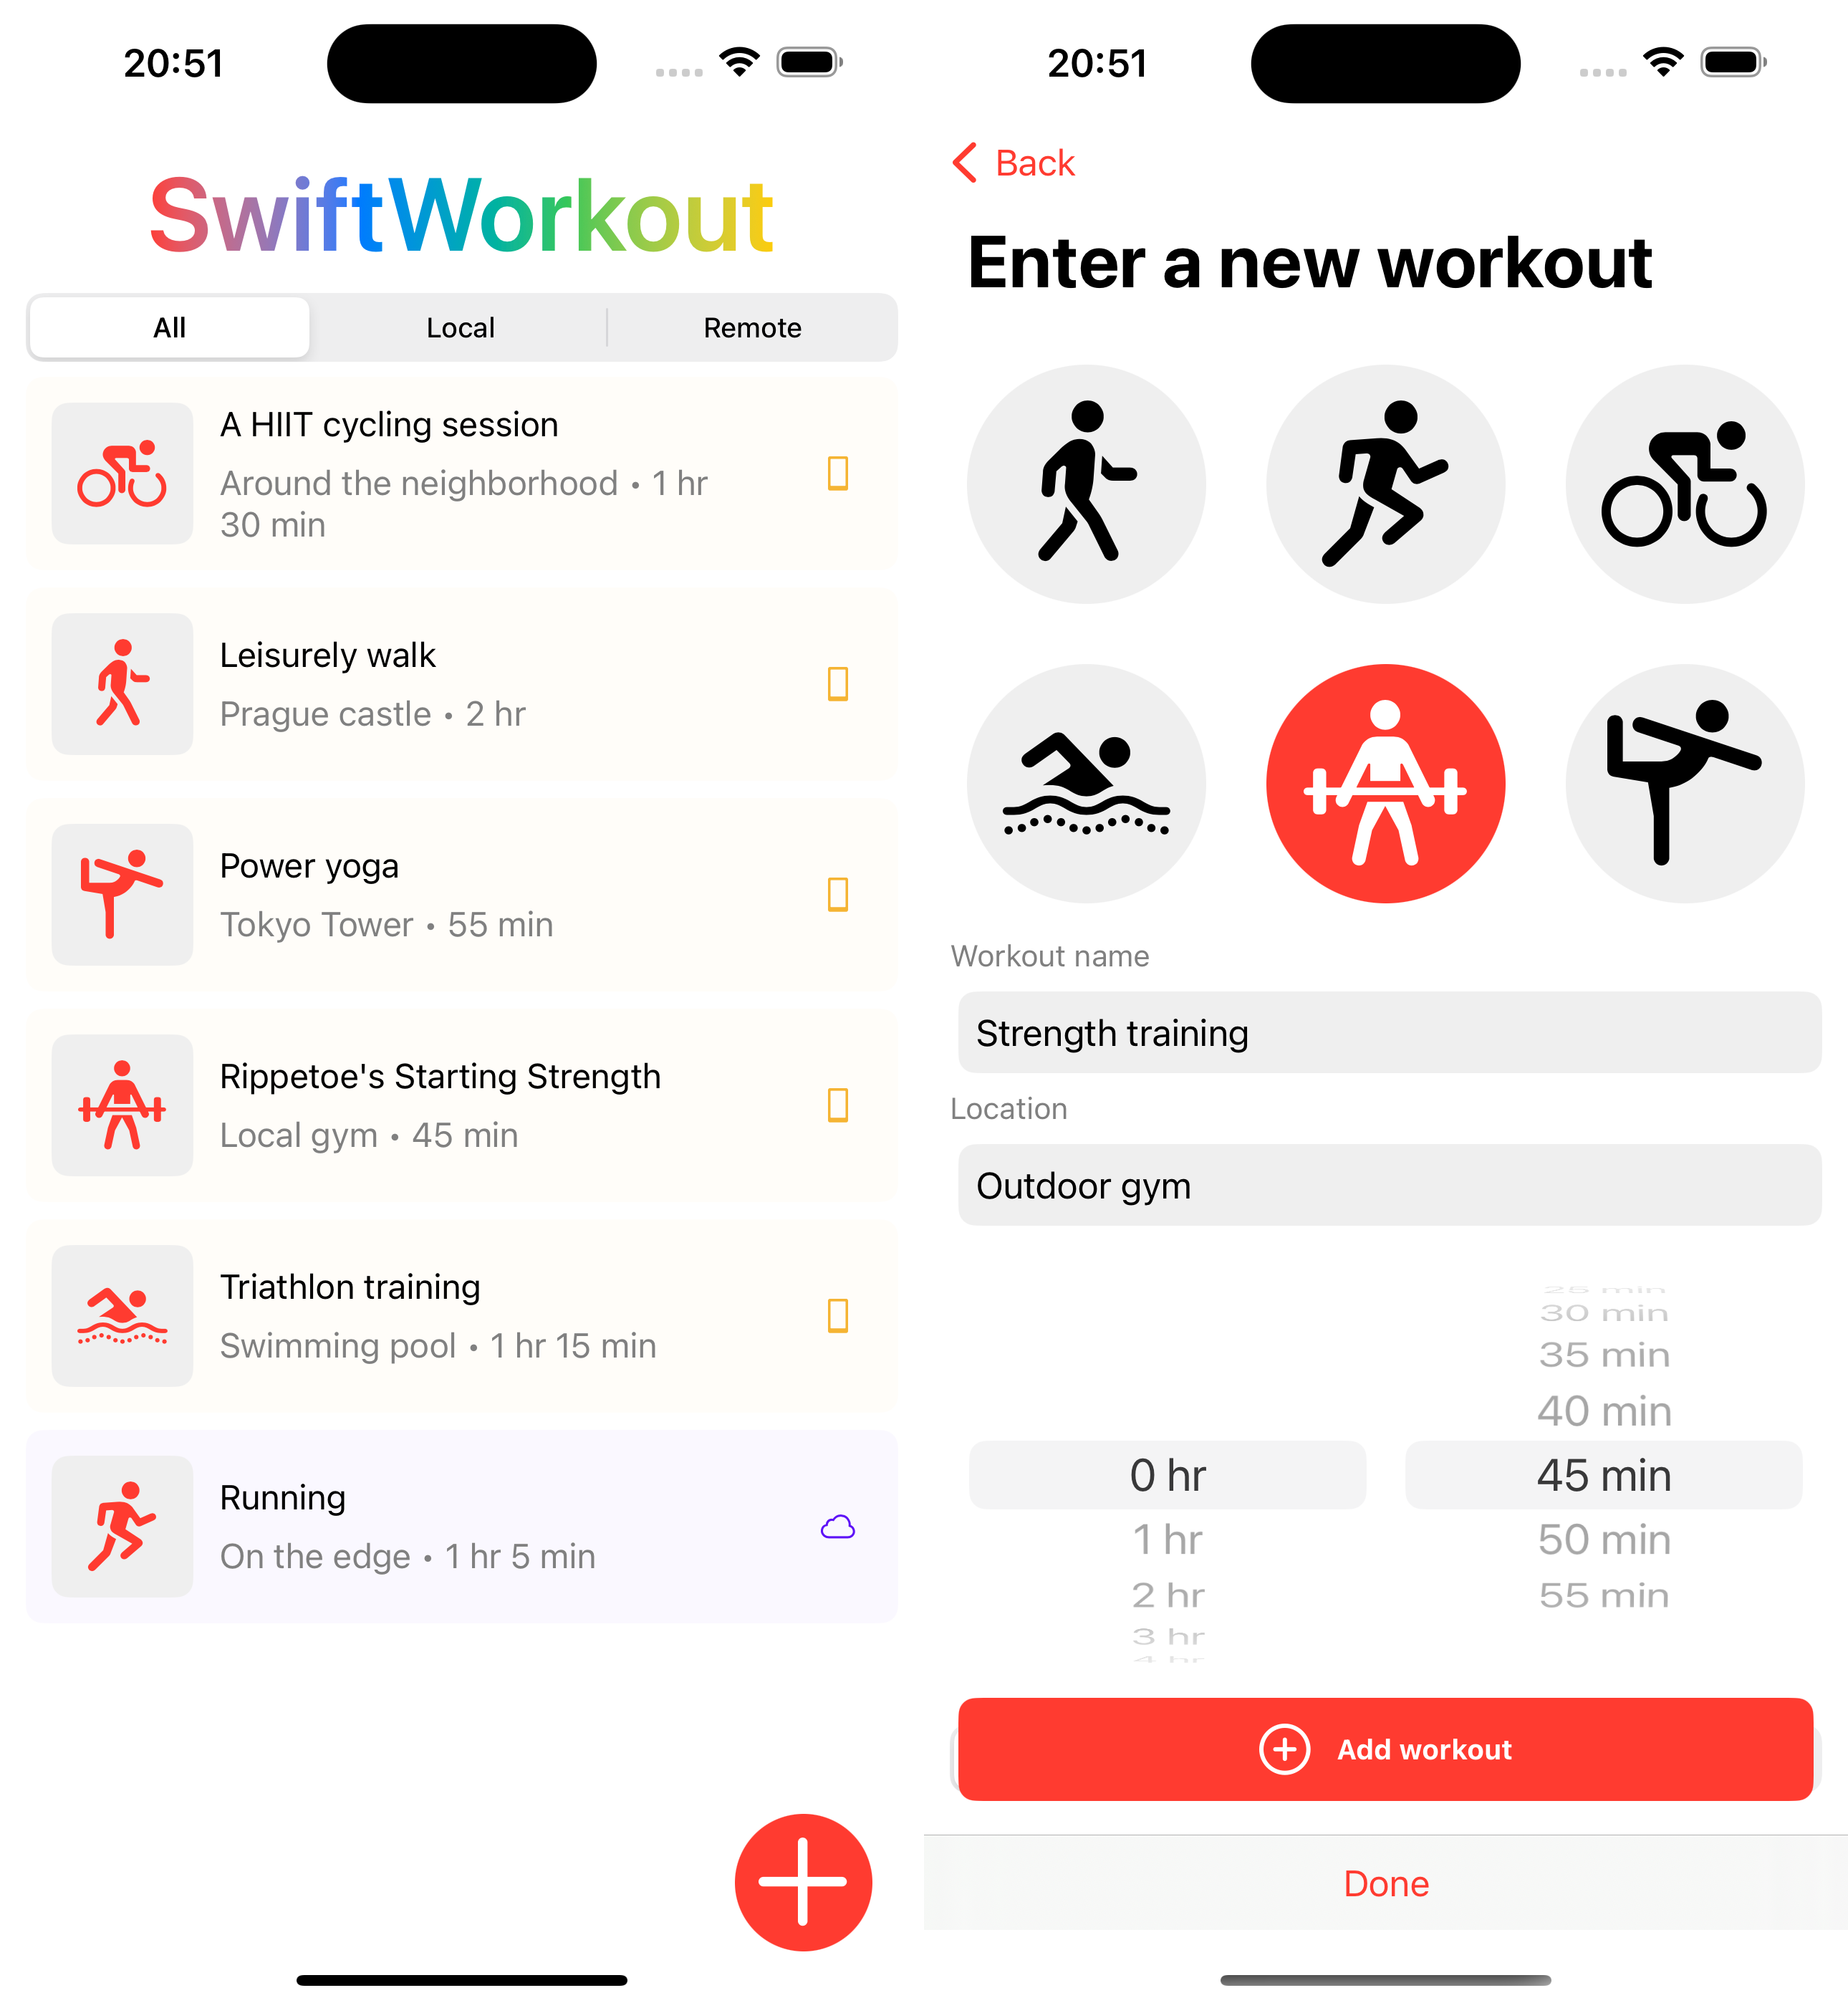 20:51
SwiftWorkout
All
Local
Remote
A HIIT cycling session
Around the neighborhood • 1 hr
30 min
Leisurely walk
Prague castle • 2 hr
Power yoga
Tokyo Tower • 55 min
Rippetoe's Starting Strength
Local gym • 45 min
Triathlon training
Swimming pool • 1 hr 15 min
Running
On the edge • 1 hr 5 min
20:51
Back
Enter a new workout
Workout name
Strength training
Location
Outdoor gym
25 min
30 min
35 min
40 min
0 hr
45 min
1 hr
50 min
2 hr
55 min
3 hr
4 hr
Add workout
Done